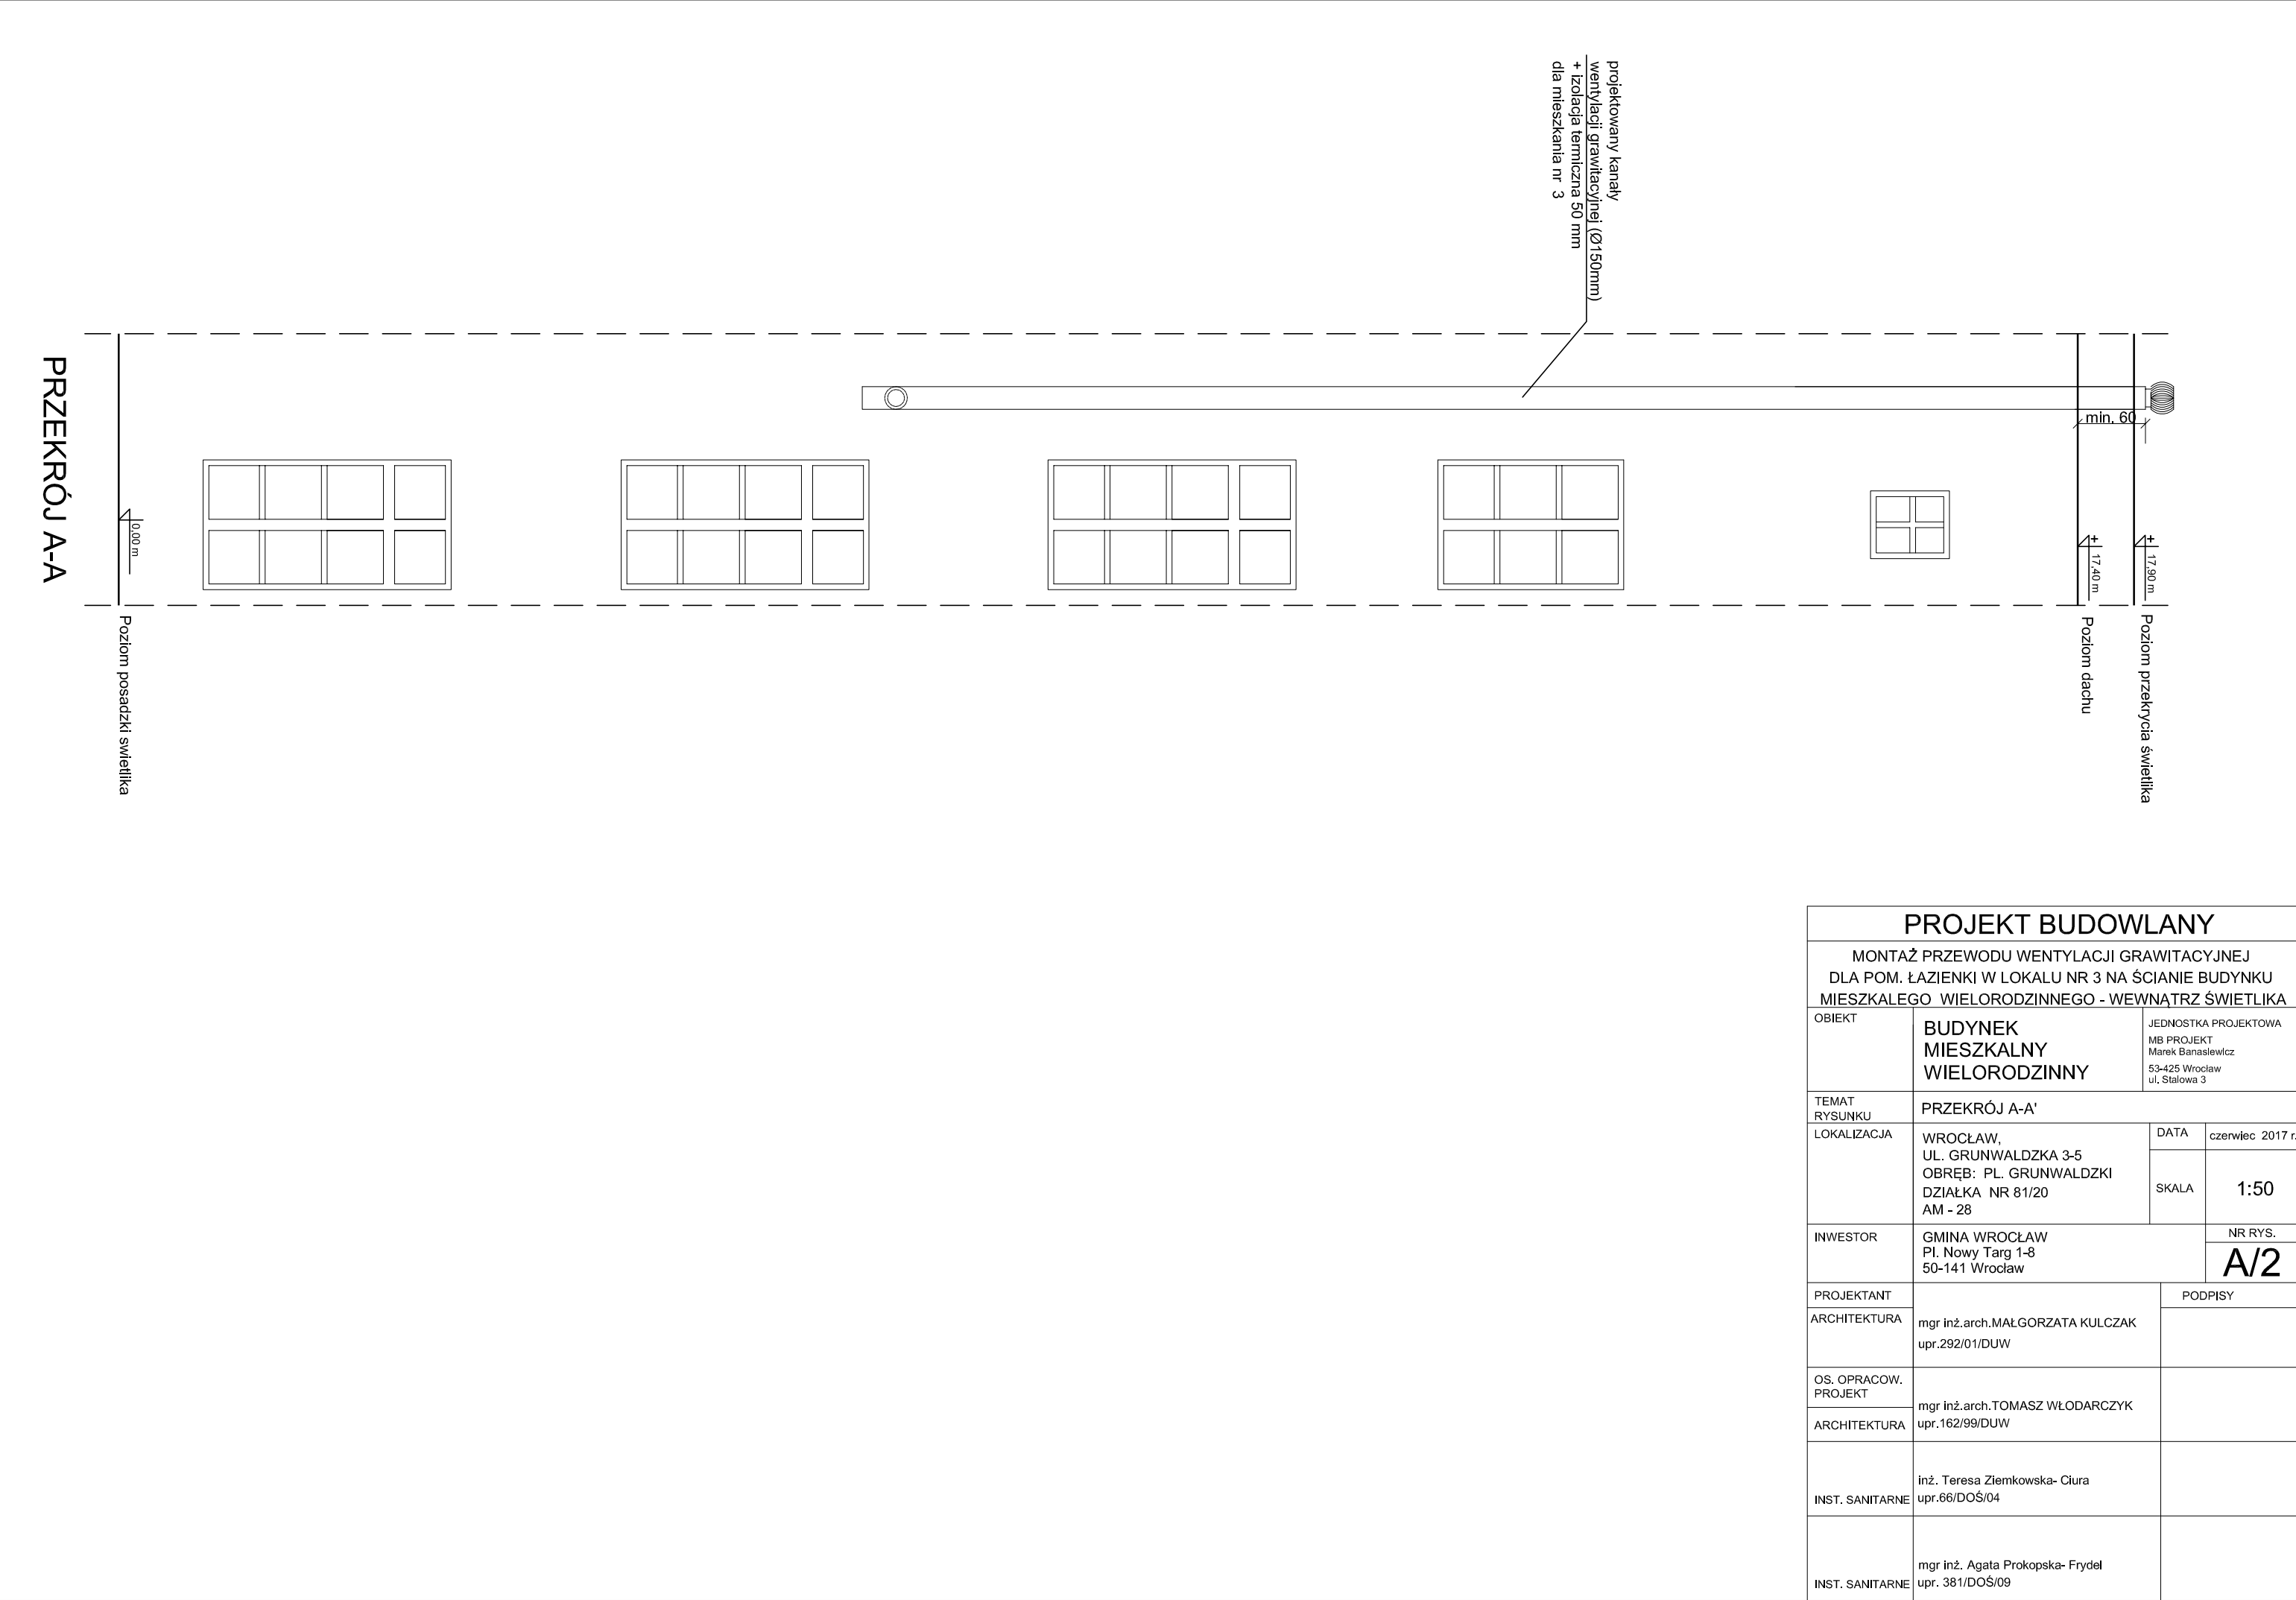 projektowany kanały
wentylacji grawitacyjnej (Ø150mm)
+ izolacja termiczna 50 mm
dla mieszkania nr 3
PRZEKRÓJ A-A
0,00 m
Poziom posadzki swietlika
min. 60
+
17,40 m
Poziom dachu
+
17,90 m
Poziom przekrycia świetlika
PROJEKT BUDOWLANY
MONTAŻ PRZEWODU WENTYLACJI GRAWITACYJNEJ
DLA POM. ŁAZIENKI W LOKALU NR 3 NA ŚCIANIE BUDYNKU
MIESZKALEGO WIELORODZINNEGO - WEWNĄTRZ ŚWIETLIKA
OBIEKT
BUDYNEK
MIESZKALNY
WIELORODZINNY
JEDNOSTKA PROJEKTOWA
MB PROJEKT
Marek Banasiewicz
53-425 Wrocław
ul. Stalowa 3
TEMAT
RYSUNKU
PRZEKRÓJ A-A'
LOKALIZACJA
WROCŁAW,
UL. GRUNWALDZKA 3-5
OBRĘB: PL. GRUNWALDZKI
DZIAŁKA NR 81/20
AM - 28
DATA
czerwiec 2017 r.
SKALA
1:50
INWESTOR
GMINA WROCŁAW
Pl. Nowy Targ 1-8
50-141 Wrocław
NR RYS.
A/2
PROJEKTANT
PODPISY
ARCHITEKTURA
mgr inż.arch.MAŁGORZATA KULCZAK
upr.292/01/DUW
OS. OPRACOW.
PROJEKT
ARCHITEKTURA
mgr inż.arch.TOMASZ WŁODARCZYK
upr.162/99/DUW
INST. SANITARNE
inż. Teresa Ziemkowska- Ciura
upr.66/DOŚ/04
INST. SANITARNE
mgr inż. Agata Prokopska- Frydel
upr. 381/DOŚ/09